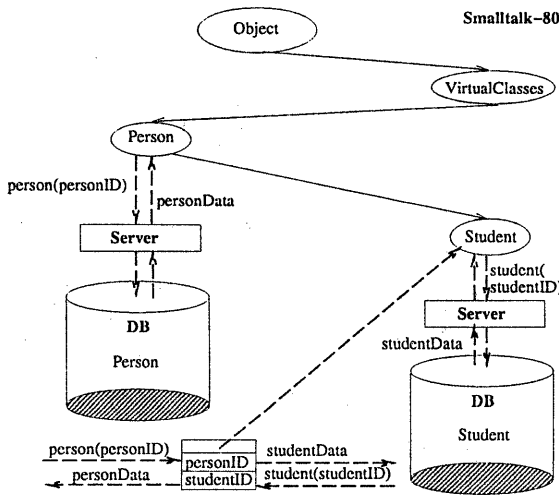 Smalltalk-80
Object
VirtualClasses
Person
person(personID)
personData
Server
Student
student(
studentID)
Server
studentData
DB
Person
DB
Student
person(personID)
personData
personID
studentID
studentData
student(studentID)